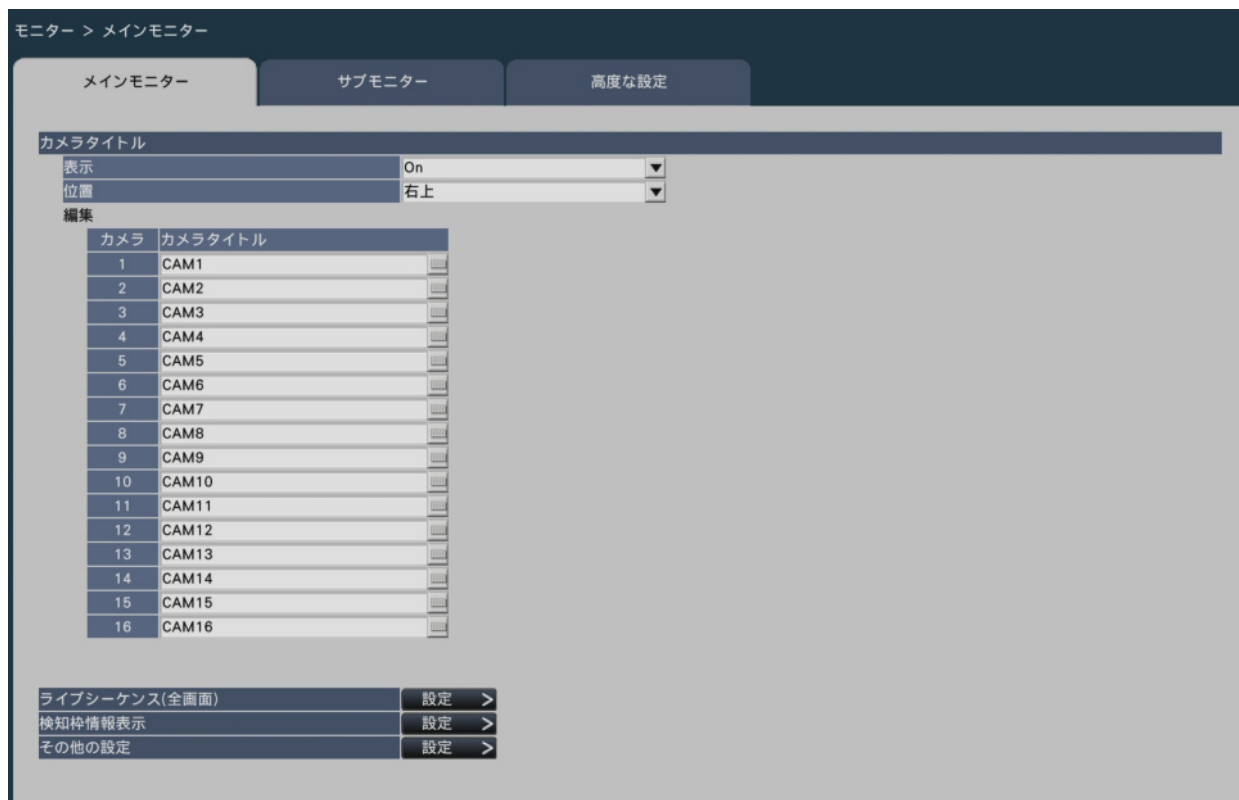 モニター > メインモニター
メインモニター サブモニター 高度な設定
カメラタイトル
表示 On
位置 右上
編集
カメラ カメラタイトル
1 CAM1
2 CAM2
3 CAM3
4 CAM4
5 CAM5
6 CAM6
7 CAM7
8 CAM8
9 CAM9
10 CAM10
11 CAM11
12 CAM12
13 CAM13
14 CAM14
15 CAM15
16 CAM16
ライブシーケンス(全画面) 設定 >
検知枠情報表示 設定 >
その他の設定 設定 >